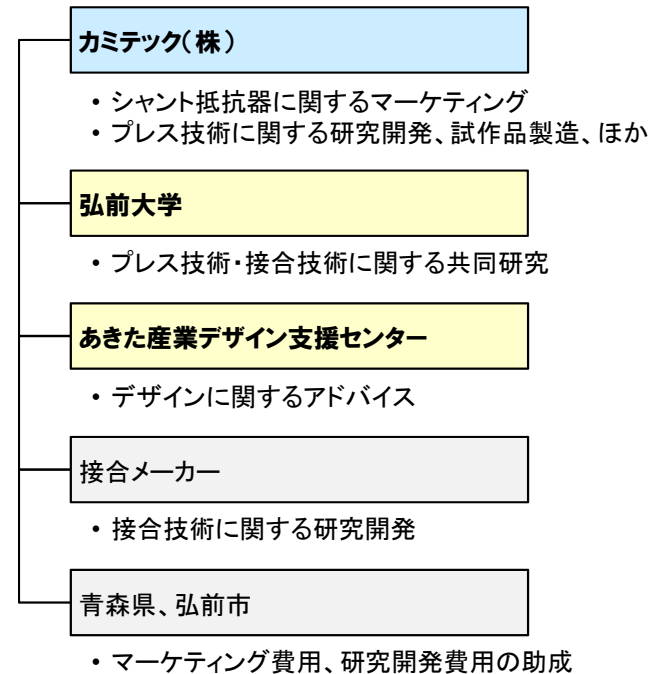 カミテック(株)
• シャント抵抗器に関するマーケティング
• プレス技術に関する研究開発、試作品製造、ほか
弘前大学
• プレス技術・接合技術に関する共同研究
あきた産業デザイン支援センター
• デザインに関するアドバイス
接合メーカー
• 接合技術に関する研究開発
青森県、弘前市
• マーケティング費用、研究開発費用の助成